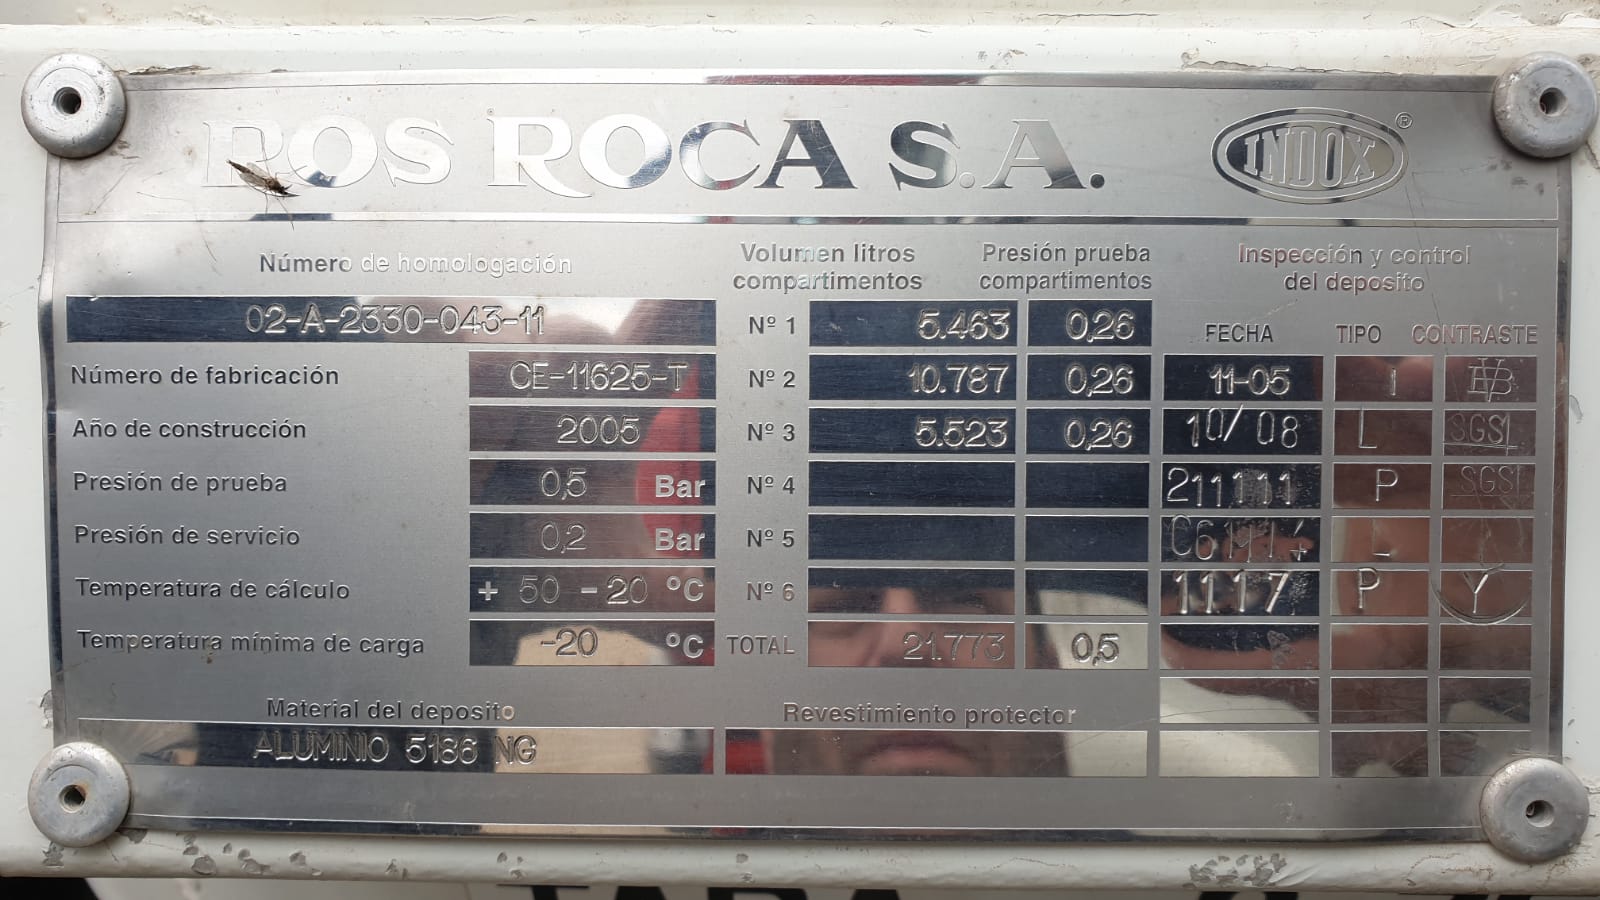 ROS ROCA S.A. INDOX ®
Número de homologación
02-A-2330-043-11
Número de fabricación CE-11625-T
Año de construcción 2005
Presión de prueba 0,5 Bar
Presión de servicio 0,2 Bar
Temperatura de cálculo + 50 - 20 ºC
Temperatura mínima de carga -20 ºC
Material del deposito
ALUMINIO 5186 NG
Volumen litros Presión prueba
compartimentos compartimentos
Nº 1 5.463 0,26
Nº 2 10.787 0,26
Nº 3 5.523 0,26
Nº 4
Nº 5
Nº 6
TOTAL 21.773 0,5
Revestimiento protector
Inspección y control
del deposito
FECHA TIPO CONTRASTE
11-05 I
10/08 L SGS
P SGS
L
1117 P Y